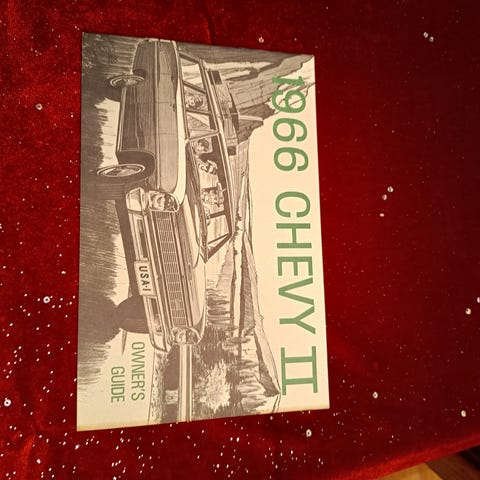 1966 CHEVY II
USA-1
OWNER'S
GUIDE